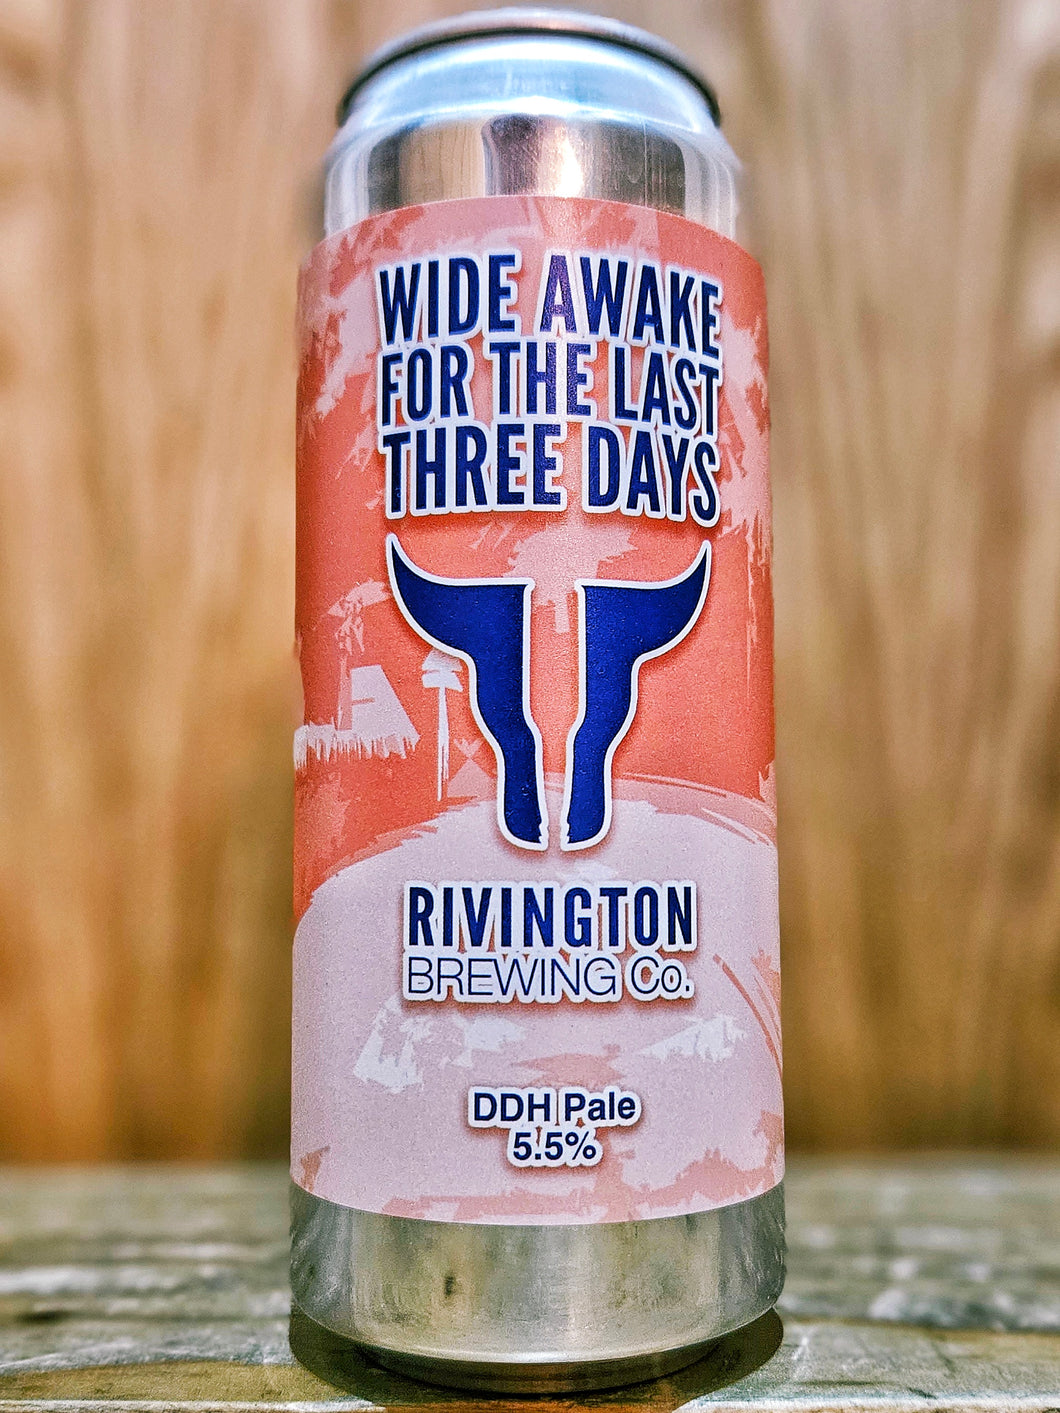 WIDE AWAKE
FOR THE LAST
THREE DAYS
RIVINGTON
BREWING Co.
DDH Pale
5.5%